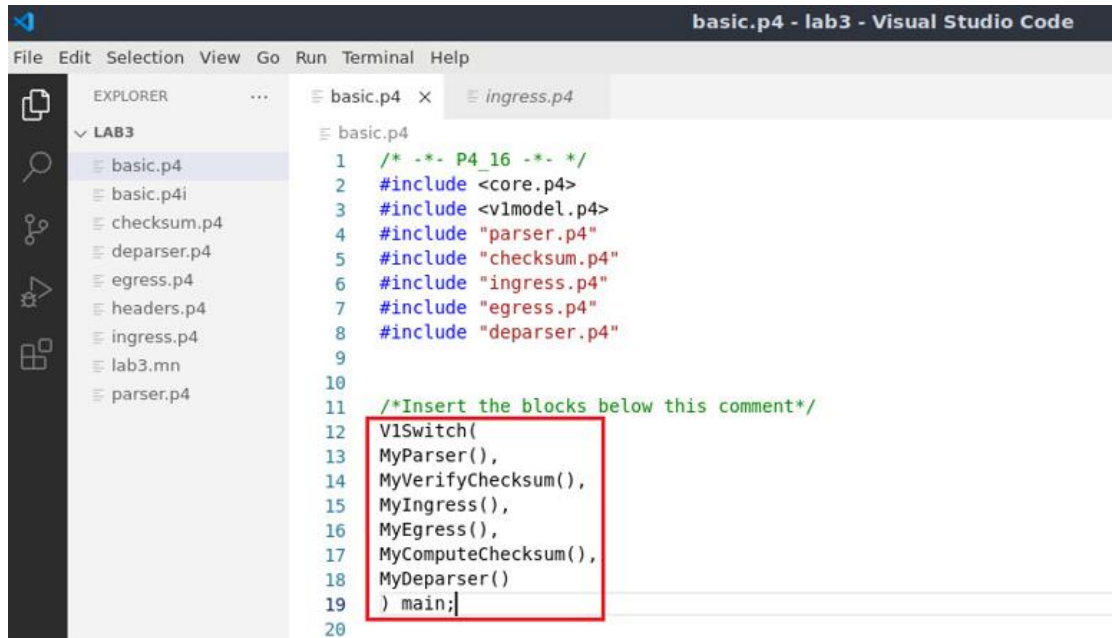 basic.p4 - lab3 - Visual Studio Code
File Edit Selection View Go Run Terminal Help
EXPLORER ...
LAB3
basic.p4
basic.p4i
checksum.p4
deparser.p4
egress.p4
headers.p4
ingress.p4
lab3.mn
parser.p4
basic.p4 ingress.p4
basic.p4
1 /* -*- P4_16 -*- */
2 #include <core.p4>
3 #include <v1model.p4>
4 #include "parser.p4"
5 #include "checksum.p4"
6 #include "ingress.p4"
7 #include "egress.p4"
8 #include "deparser.p4"
9
10
11 /*Insert the blocks below this comment*/
12 V1Switch(
13 MyParser(),
14 MyVerifyChecksum(),
15 MyIngress(),
16 MyEgress(),
17 MyComputeChecksum(),
18 MyDeparser()
19 ) main;
20